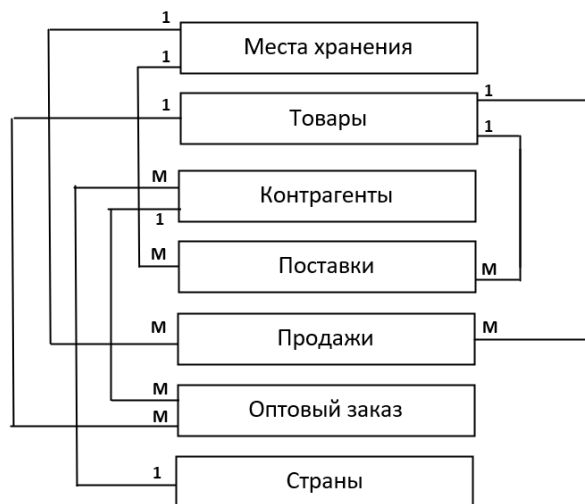 1
Места хранения
1
1
1
Товары
1
М
Контрагенты
1
М
Поставки
М
М
Продажи
М
М
Оптовый заказ
М
1
Страны